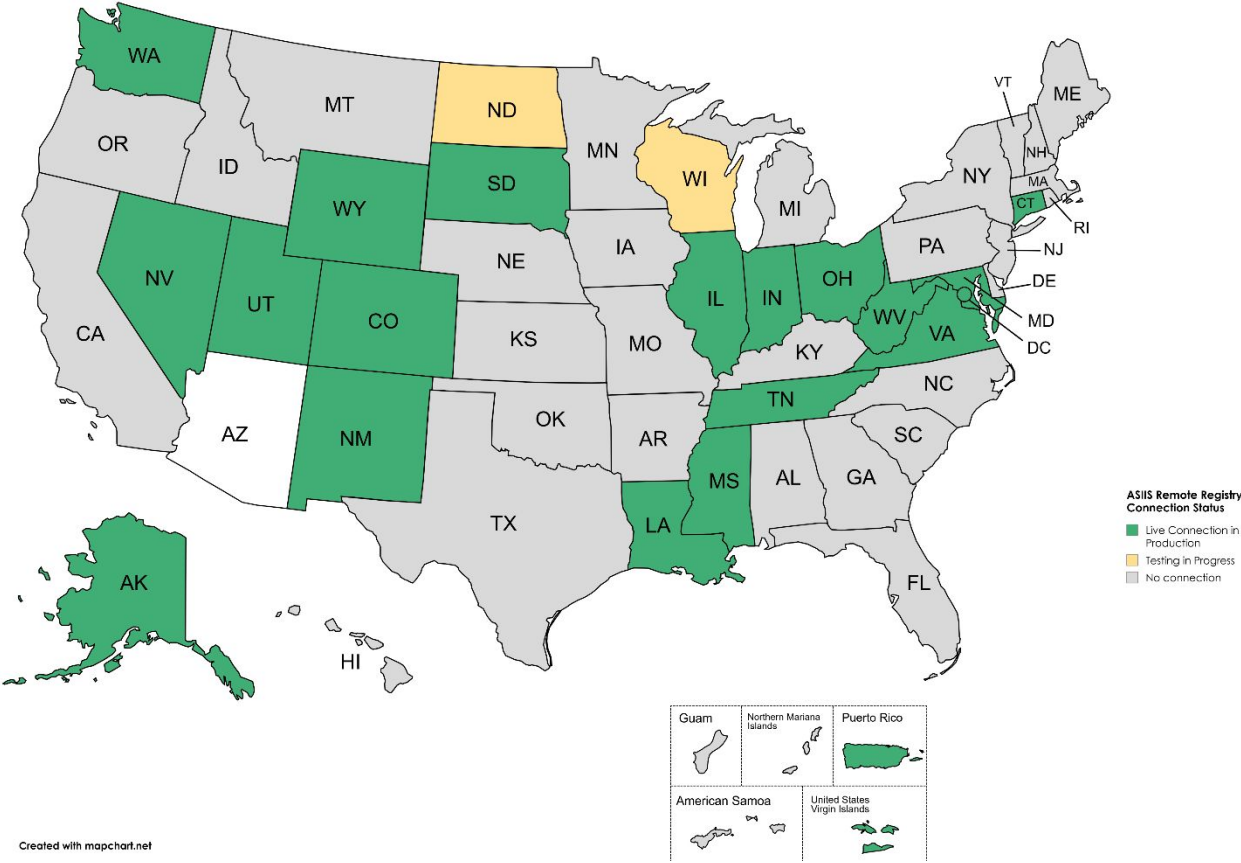 WA
MT
ND
MN
VT
ME
OR
ID
SD
WI
NH
NY
MA
WY
MI
CT
RI
IA
PA
NJ
NE
NV
OH
DE
UT
IL
IN
CO
WV
MD
CA
KS
MO
VA
DC
KY
NC
TN
OK
AZ
NM
AR
SC
MS
AL
GA
TX
LA
FL
AK
HI
ASIIS Remote Registry
Connection Status
Live Connection in
Production
Testing in Progress
No connection
Guam
Northern Mariana
Islands
Puerto Rico
American Samoa
United States
Virgin Islands
Created with mapchart.net